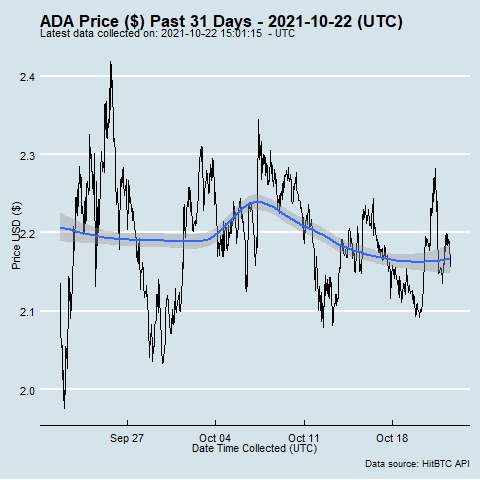 ADA Price ($) Past 31 Days - 2021-10-22 (UTC)
Latest data collected on: 2021-10-22 15:01:15 - UTC
Price USD ($)
2.4
2.3
2.2
2.1
2.0
Sep 27 Oct 04 Oct 11 Oct 18
Date Time Collected (UTC)
Data source: HitBTC API